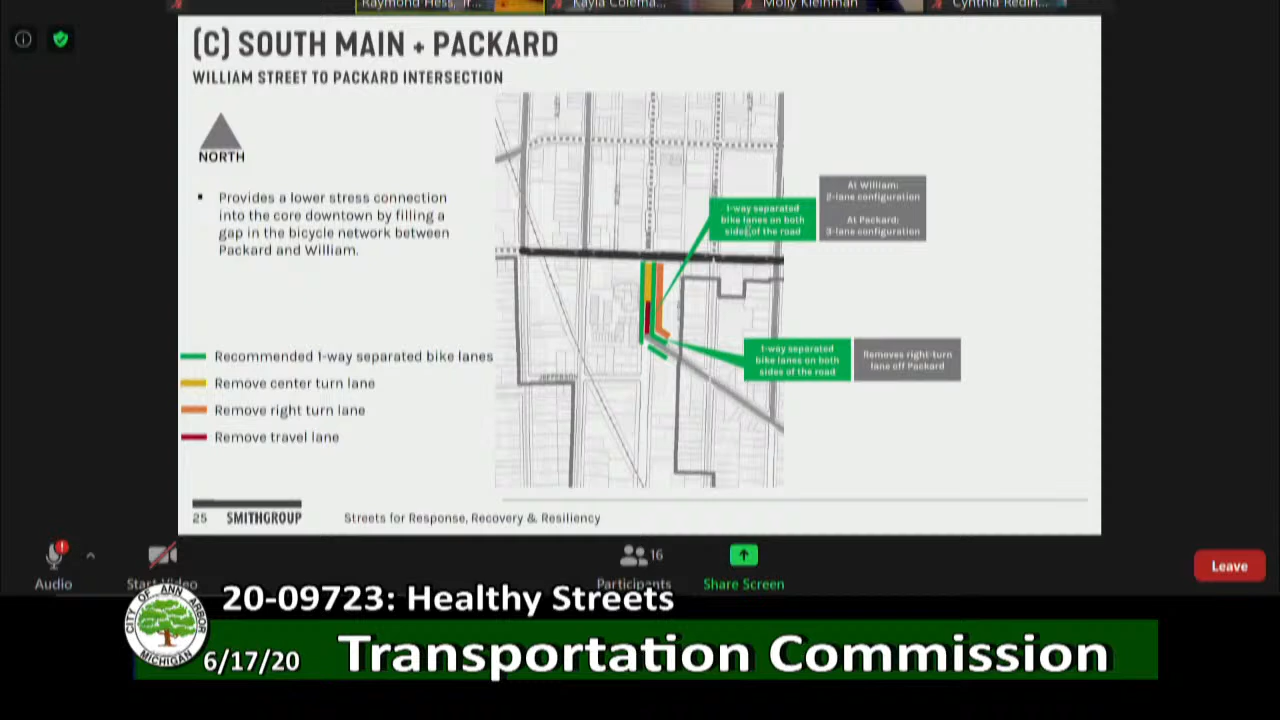 Raymond Hess, Tr...
Kayla Colema...
Molly Kleinman
Cynthia Redin...
(C) SOUTH MAIN + PACKARD
WILLIAM STREET TO PACKARD INTERSECTION
NORTH
▪ Provides a lower stress connection
into the core downtown by filling a
gap in the bicycle network between
Packard and William.
Recommended 1-way separated bike lanes
Remove center turn lane
Remove right turn lane
Remove travel lane
1-way separated
bike lanes on both
sides of the road
At William:
2-lane configuration
At Packard:
3-lane configuration
1-way separated
bike lanes on both
sides of the road
Removes right-turn
lane off Packard
JEFFERSON
25 SMITHGROUP Streets for Response, Recovery & Resiliency
Audio
Start Video
Participants
16
Share Screen
Leave
CITY OF ANN ARBOR
MICHIGAN
20-09723: Healthy Streets
6/17/20 Transportation Commission